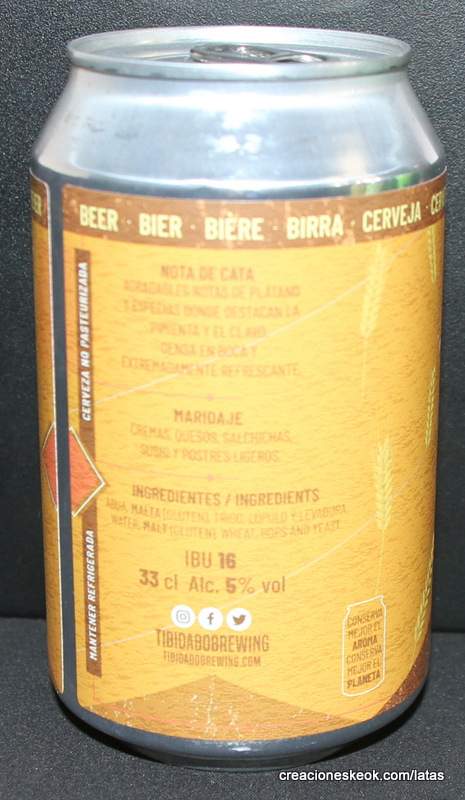 BEER · BIER · BIÈRE · BIRRA · CERVEJA
CERVEZA NO PASTEURIZADA
MANTENER REFRIGERADA
NOTA DE CATA
AGRADABLES NOTAS DE PLÁTANO
Y ESPECIAS DONDE DESTACAN LA
PIMIENTA Y EL CLAVO.
DENSA EN BOCA Y
EXTREMADAMENTE REFRESCANTE.
MARIDAJE
CREMAS, QUESOS, SALCHICHAS,
SUSHI Y POSTRES LIGEROS.
INGREDIENTES / INGREDIENTS
AGUA, MALTA (GLUTEN), TRIGO, LÚPULO Y LEVADURA.
WATER, MALT (GLUTEN), WHEAT, HOPS AND YEAST.
IBU 16
33 cl Alc. 5% vol
TIBIDABOBREWING
TIBIDABOBREWING.COM
CONSERVA
MEJOR EL
AROMA
CONSERVA
MEJOR EL
PLANETA
creacioneskeok.com/latas